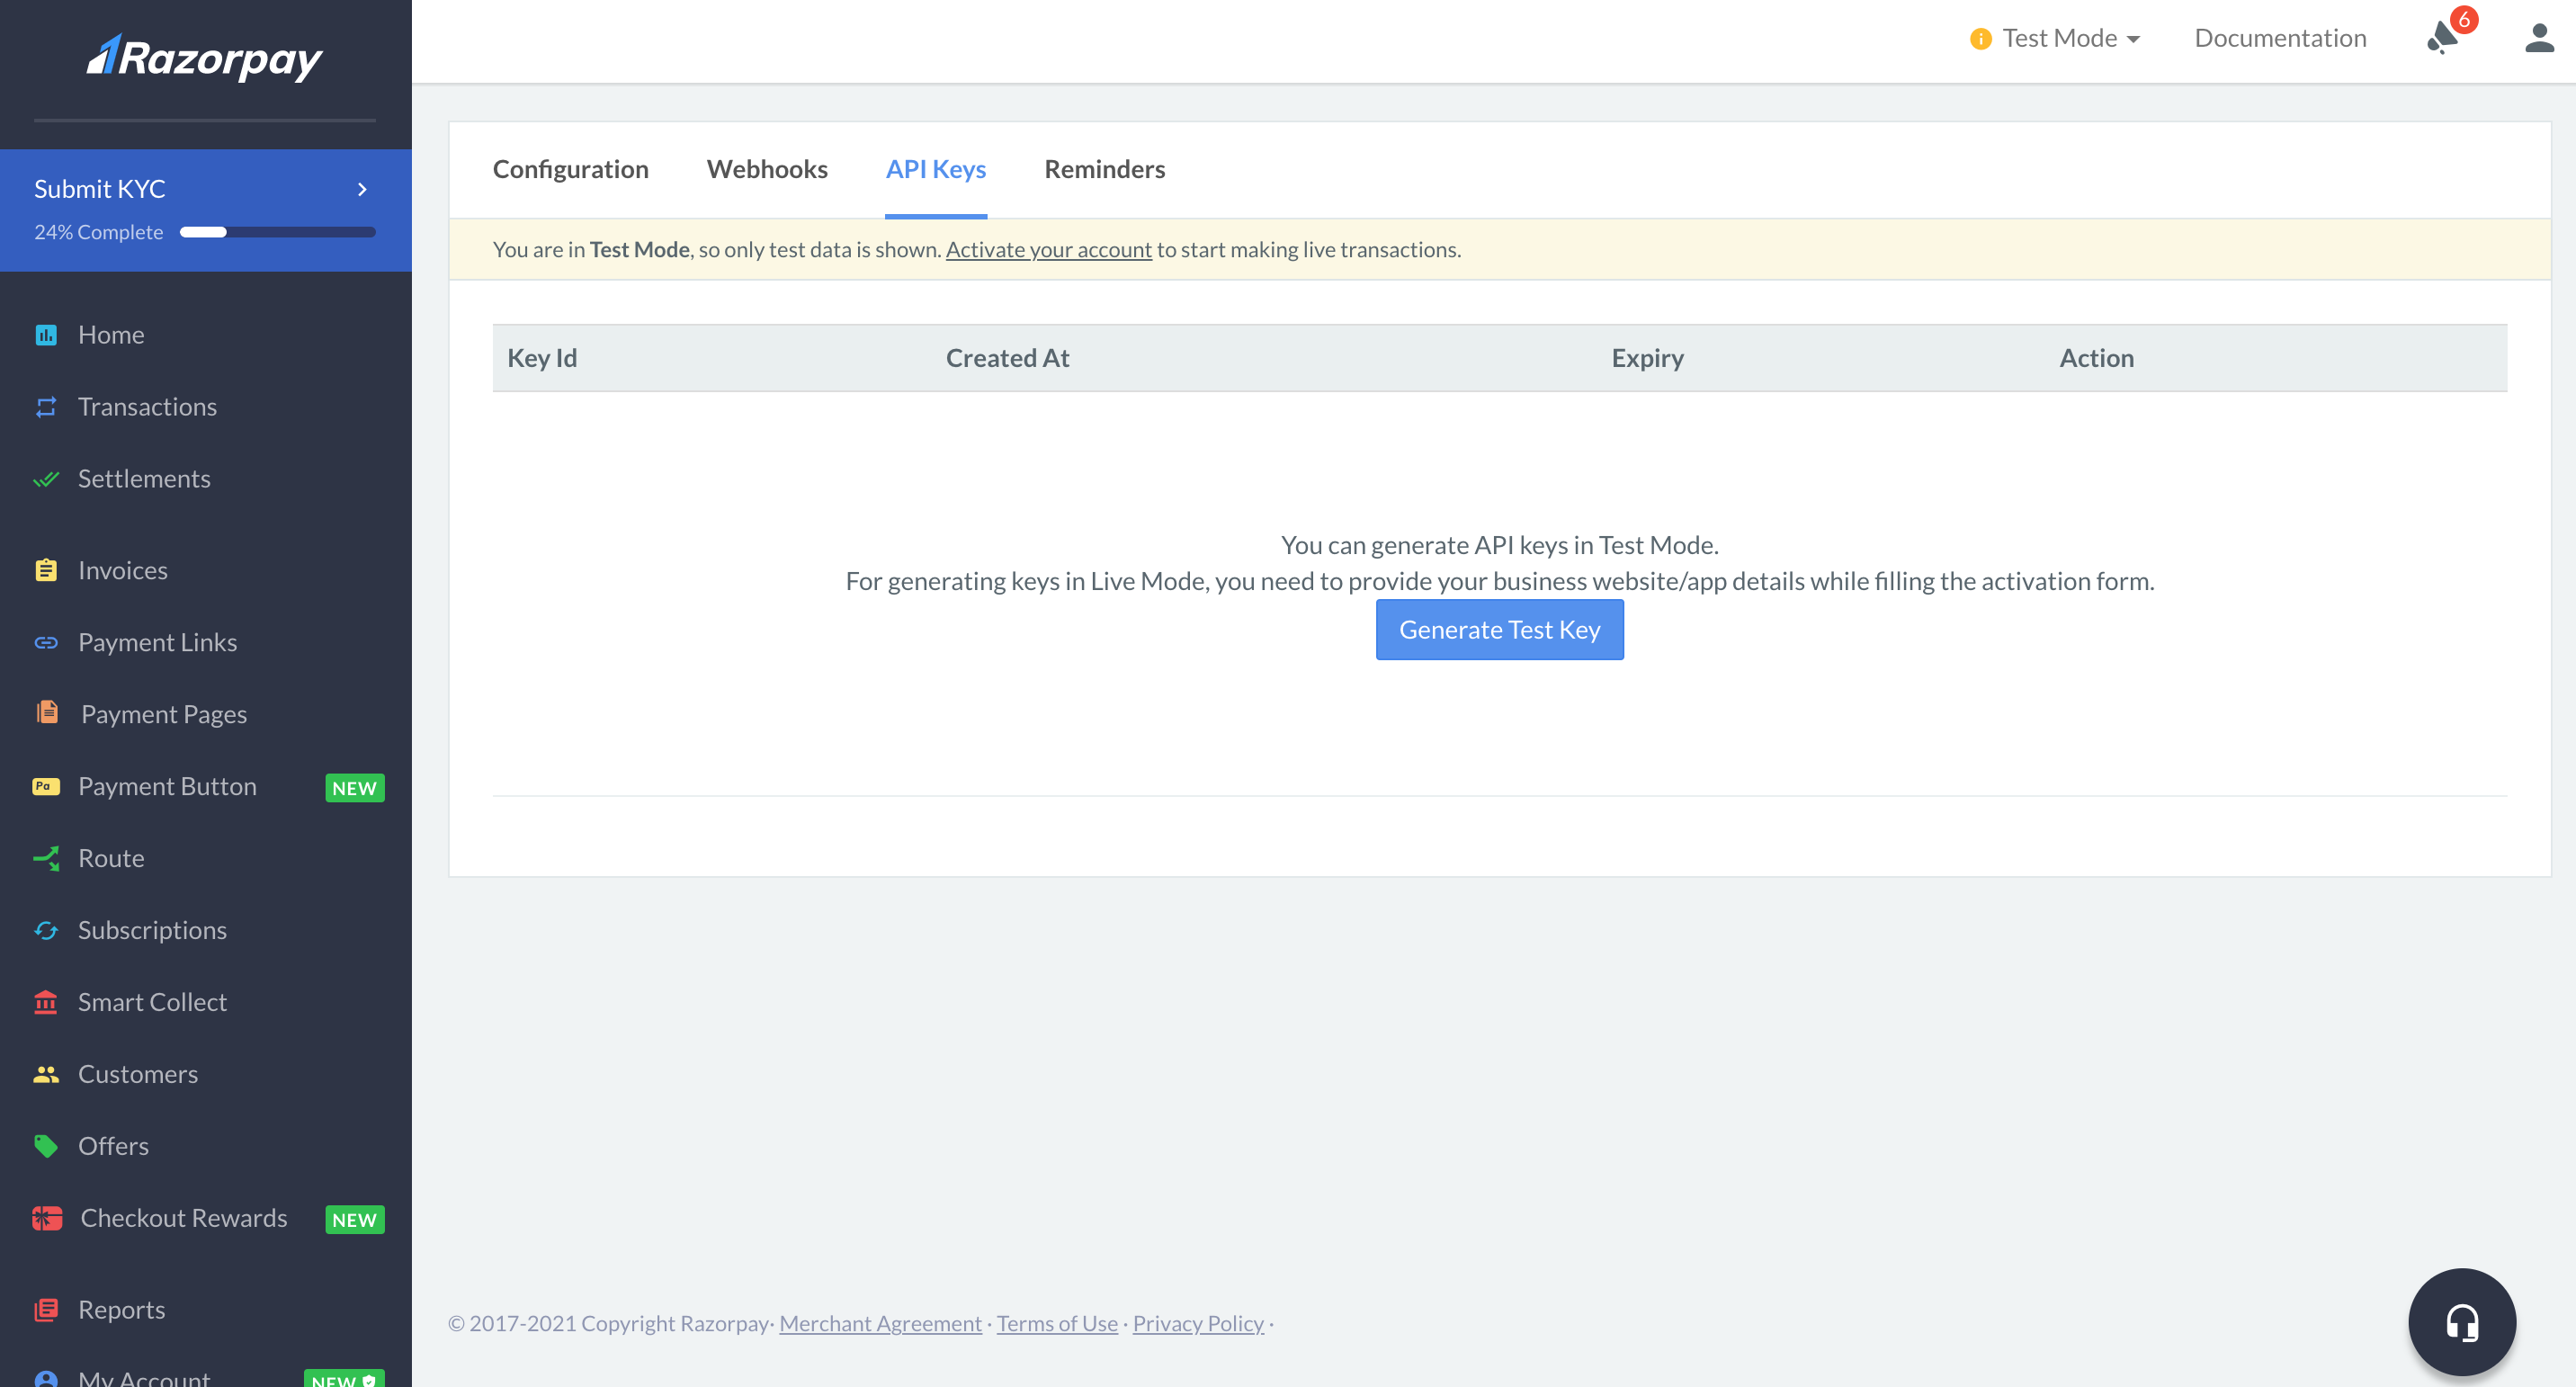 Razorpay
Submit KYC
24% Complete
Home
Transactions
Settlements
Invoices
Payment Links
Payment Pages
Pa
Payment Button NEW
Route
Subscriptions
Smart Collect
Customers
Offers
Checkout Rewards NEW
Reports
My Account NEW
Test Mode
Documentation
6
Configuration Webhooks API Keys Reminders
You are in Test Mode, so only test data is shown. Activate your account to start making live transactions.
Key Id Created At Expiry Action
You can generate API keys in Test Mode.
For generating keys in Live Mode, you need to provide your business website/app details while filling the activation form.
Generate Test Key
© 2017-2021 Copyright Razorpay· Merchant Agreement · Terms of Use · Privacy Policy ·